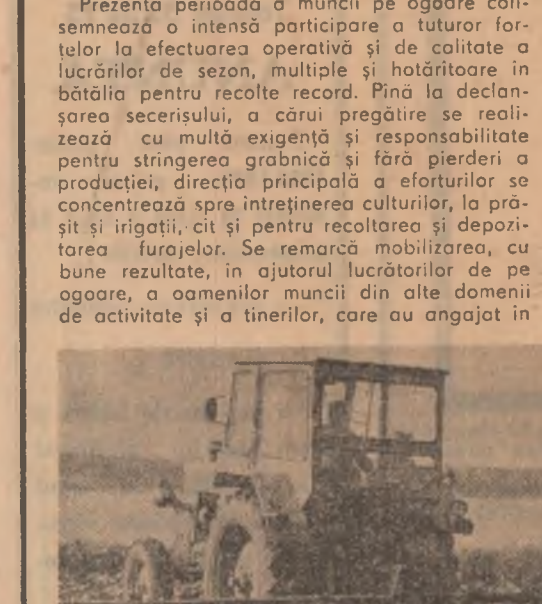 Prezenta perioadă a muncii pe ogoare con-
semnează o intensă participare a tuturor for-
țelor la efectuarea operativă și de calitate a
lucrărilor de sezon, multiple și hotărîtoare în
bătălia pentru recolte record. Pînă la declan-
șarea secerișului, a cărui pregătire se reali-
zează cu multă exigență și responsabilitate
pentru strîngerea grabnică și fără pierderi a
producției, direcția principală a eforturilor se
concentrează spre întreținerea culturilor, la pră-
șit și irigații, cît și pentru recoltarea și depozi-
tarea furajelor. Se remarcă mobilizarea, cu
bune rezultate, în ajutorul lucrătorilor de pe
ogoare, a oamenilor muncii din alte domenii
de activitate și a tinerilor, care au angajat în